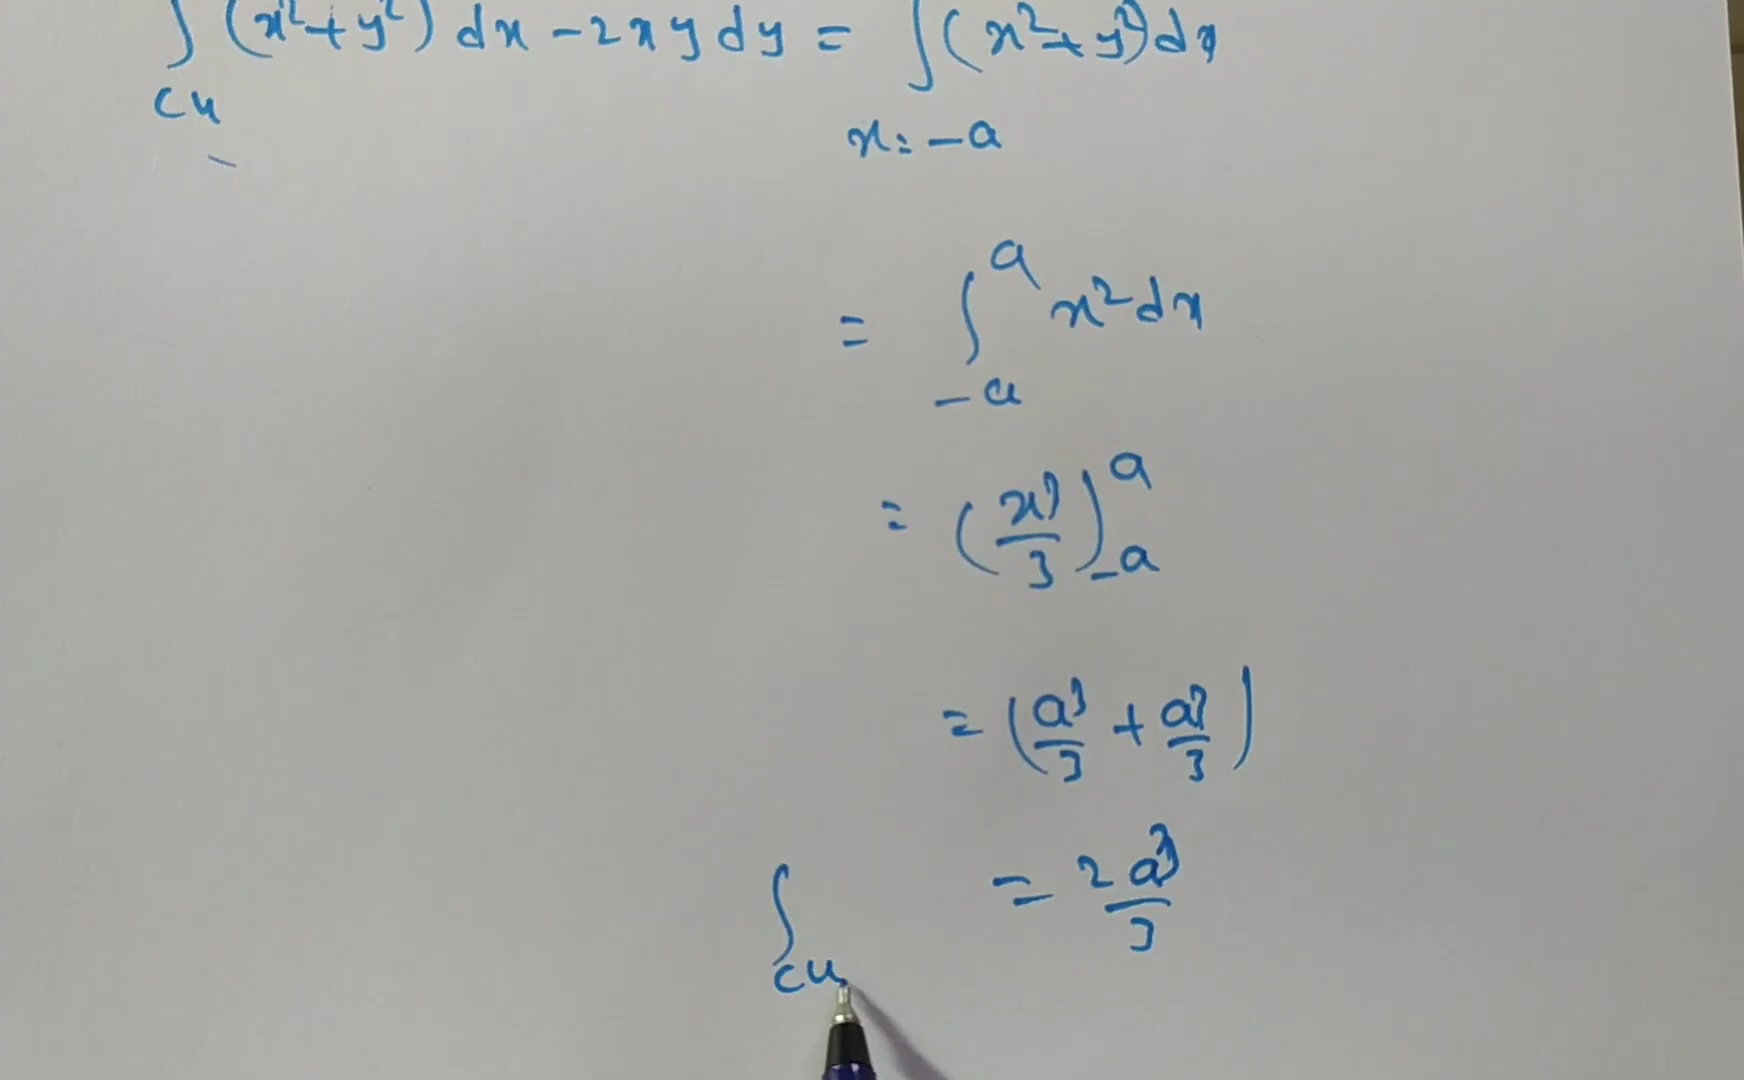 ∫ (x²+y²) dx - 2xy dy = ∫ (x²+y²) dx
C4
x = -a
= ∫_{-a}^{a} x² dx
= (x³/3)_{-a}^{a}
= (a³/3 + a³/3)
= 2a³/3
∫_{C4}